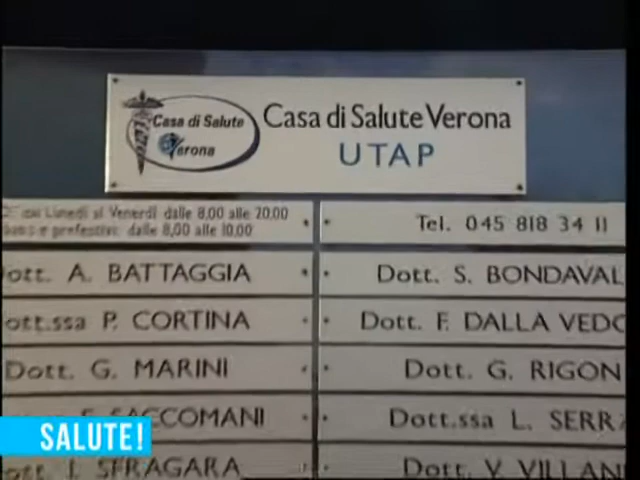 Casa di Salute
Verona
Casa di Salute Verona
UTAP
dal Lunedì al Venerdì dalle 8,00 alle 20,00
e prefestivi dalle 8,00 alle 10,00
Tel. 045 818 34 11
Dott. A. BATTAGGIA
Dott. S. BONDAVAL
Dott.ssa P. CORTINA
Dott. F. DALLA VEDO
Dott. G. MARINI
Dott. G. RIGON
SACCOMANI
Dott.ssa L. SERRA
SALUTE!
Dott. I. SFRAGARA
Dott. V. VILLAN